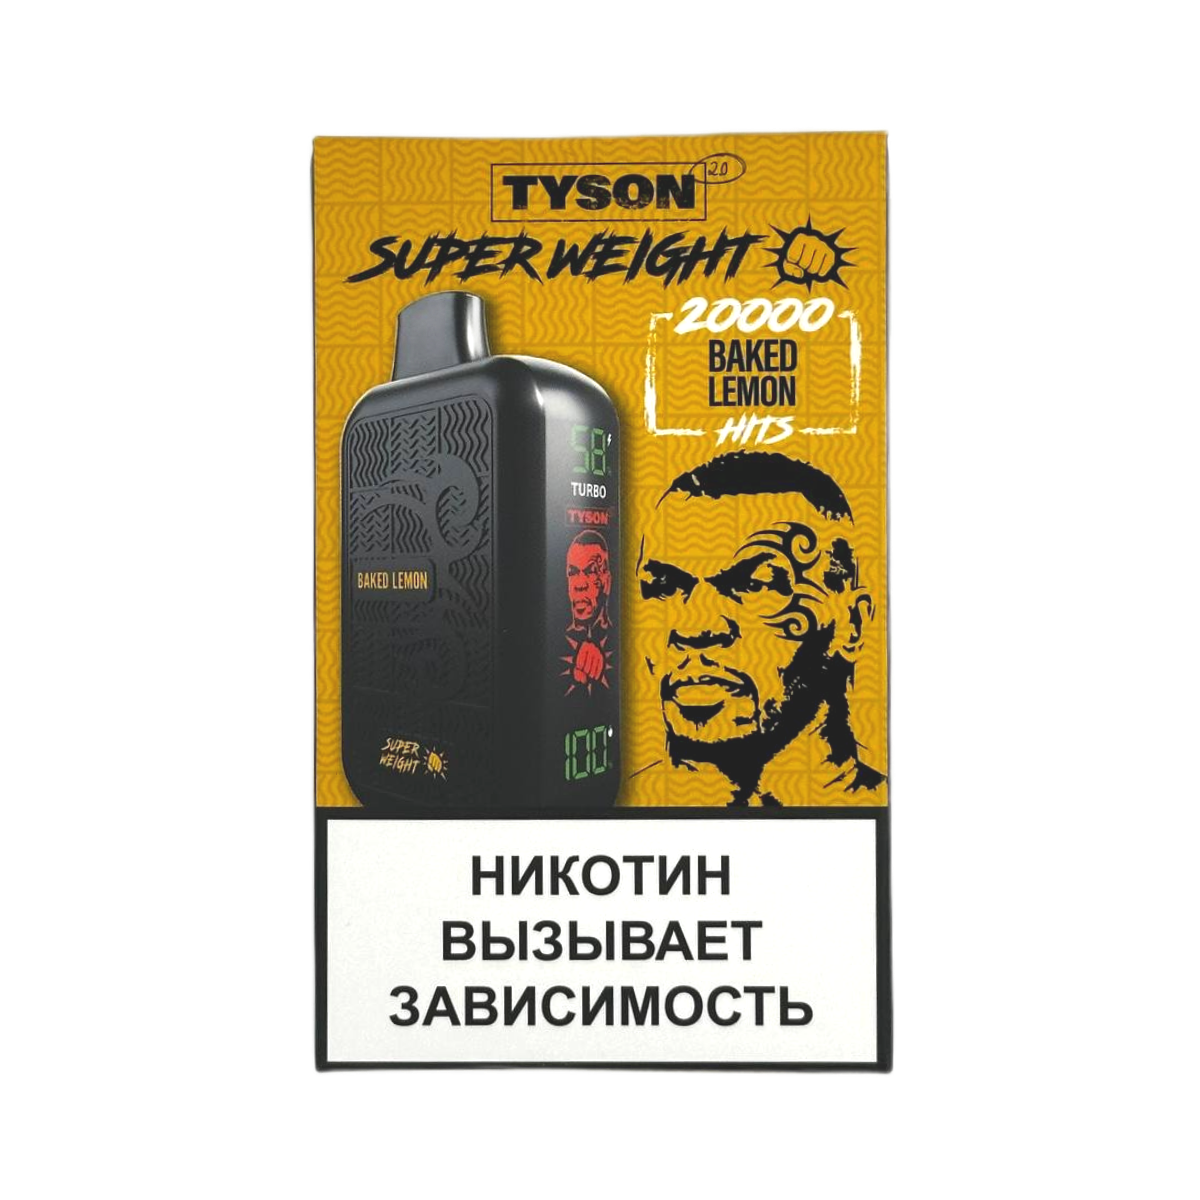 TYSON 2.0
SUPER WEIGHT
20000
BAKED
LEMON
HITS
58
TURBO
TYSON
BAKED LEMON
SUPER
WEIGHT
100
НИКОТИН
ВЫЗЫВАЕТ
ЗАВИСИМОСТЬ